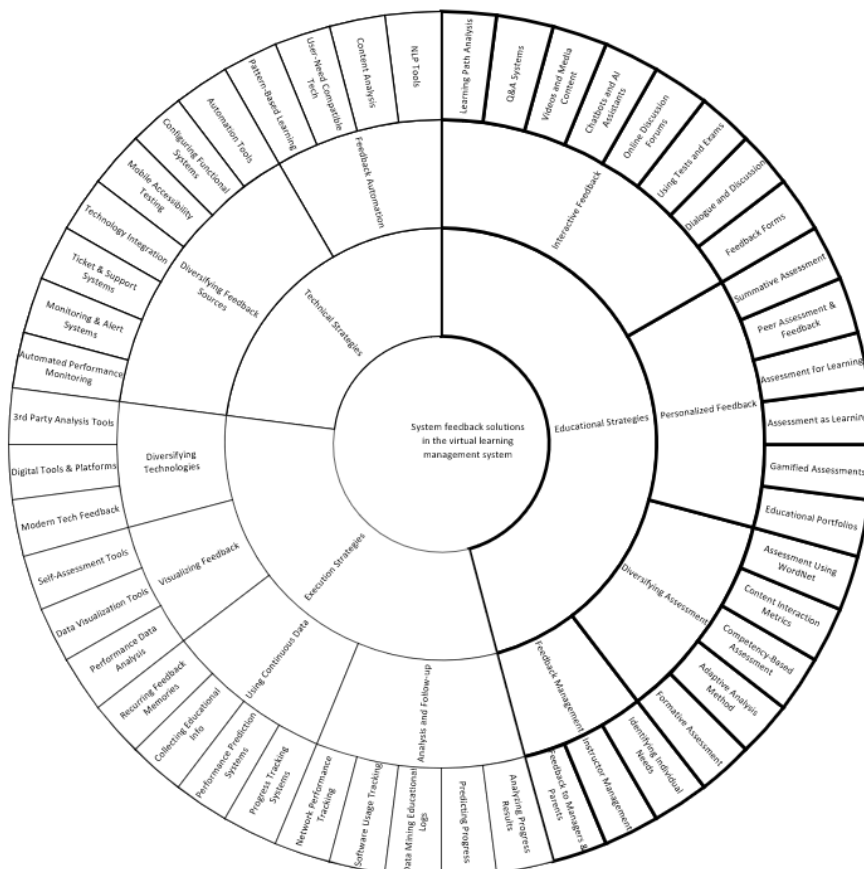 System feedback solutions
in the virtual learning
management system
Educational Strategies
Execution Strategies
Technical Strategies
Interactive Feedback
Personalized Feedback
Diversifying Assessment
Feedback Management
Analysis and Follow-up
Using Continuous Data
Visualizing Feedback
Diversifying
Technologies
Diversifying Feedback
Sources
Feedback Automation
Learning Path Analysis
Q&A Systems
Videos and Media
Content
Chatbots and AI
Assistants
Online Discussion
Forums
Using Tests and Exams
Dialogue and Discussion
Feedback Forms
Summative Assessment
Peer Assessment &
Feedback
Assessment for Learning
Assessment as Learning
Gamified Assessments
Educational Portfolios
Assessment Using
WordNet
Content Interaction
Metrics
Competency-Based
Assessment
Adaptive Analysis
Method
Formative Assessment
Identifying Individual
Needs
Instructor Management
Feedback to Managers &
Parents
Analyzing Progress
Results
Predicting Progress
Data Mining Educational
Logs
Software Usage Tracking
Network Performance
Tracking
Progress Tracking
Systems
Performance Prediction
Systems
Collecting Educational
Info
Recurring Feedback
Memories
Performance Data
Analysis
Data Visualization Tools
Self-Assessment Tools
Modern Tech Feedback
Digital Tools & Platforms
3rd Party Analysis Tools
Automated Performance
Monitoring
Monitoring & Alert
Systems
Ticket & Support
Systems
Technology Integration
Mobile Accessibility
Testing
Configuring Functional
Systems
Automation Tools
Pattern-Based Learning
User-Need Compatible
Tech
Content Analysis
NLP Tools